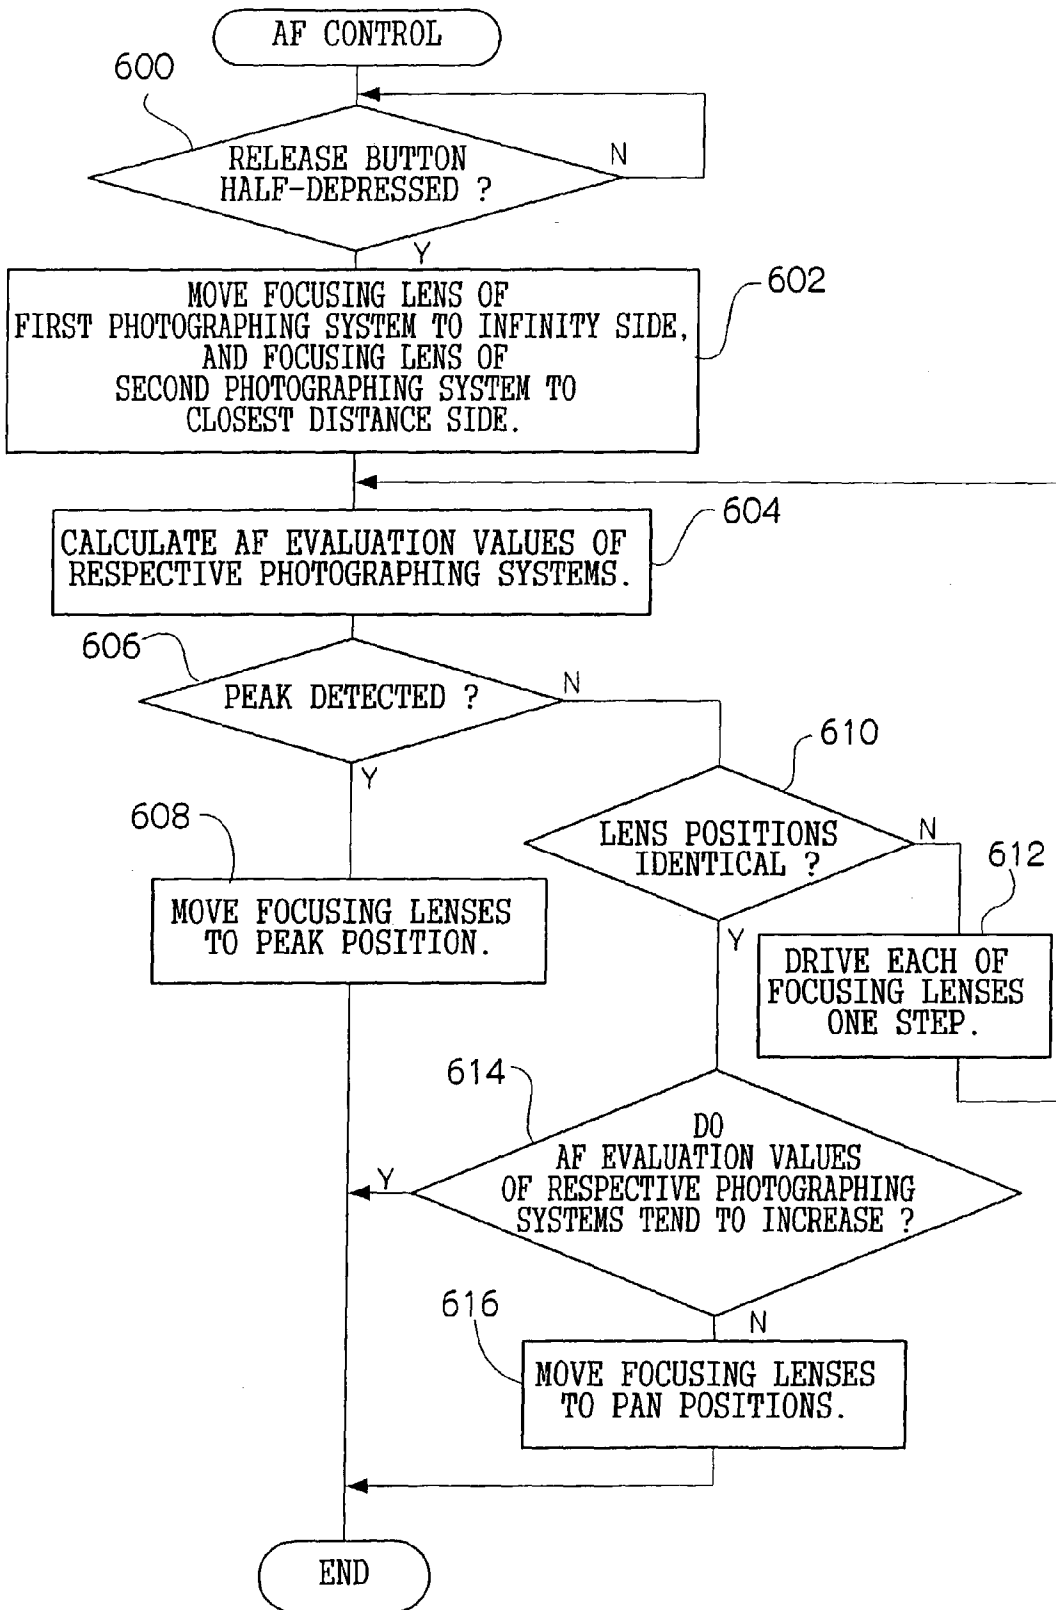 AF CONTROL
600
RELEASE BUTTON
HALF-DEPRESSED ?
N
Y
602
MOVE FOCUSING LENS OF
FIRST PHOTOGRAPHING SYSTEM TO INFINITY SIDE,
AND FOCUSING LENS OF
SECOND PHOTOGRAPHING SYSTEM TO
CLOSEST DISTANCE SIDE.
604
CALCULATE AF EVALUATION VALUES OF
RESPECTIVE PHOTOGRAPHING SYSTEMS.
606
PEAK DETECTED ?
N
Y
608
MOVE FOCUSING LENSES
TO PEAK POSITION.
610
LENS POSITIONS
IDENTICAL ?
N
Y
612
DRIVE EACH OF
FOCUSING LENSES
ONE STEP.
614
DO
AF EVALUATION VALUES
OF RESPECTIVE PHOTOGRAPHING
SYSTEMS TEND TO INCREASE ?
Y
N
616
MOVE FOCUSING LENSES
TO PAN POSITIONS.
END